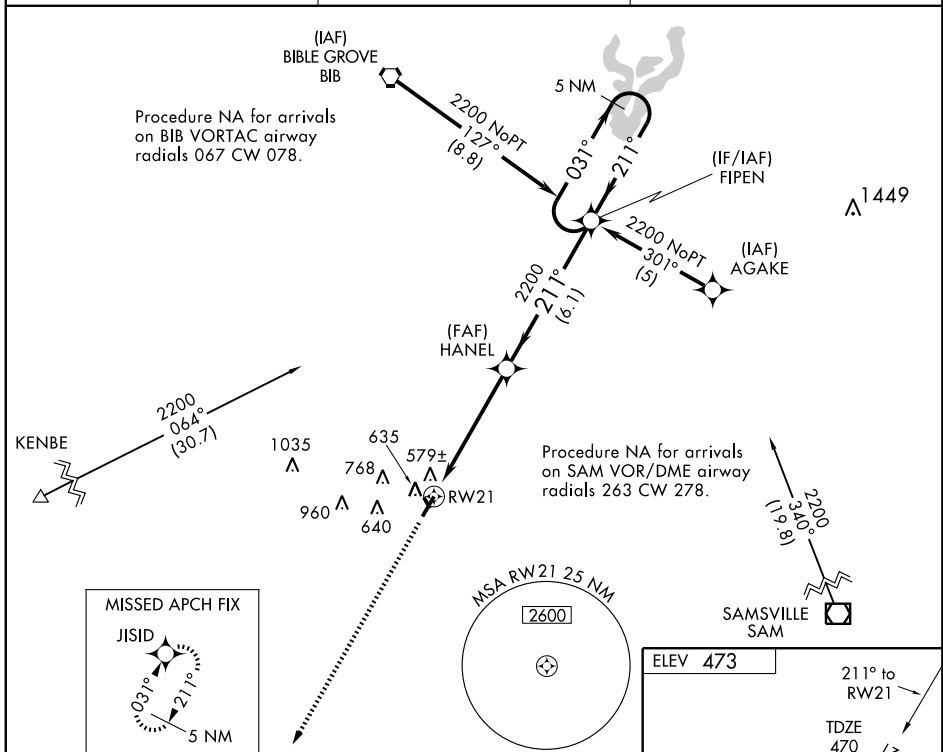 (IAF)
BIBLE GROVE
BIB
5 NM
Procedure NA for arrivals
on BIB VORTAC airway
radials 067 CW 078.
2200 NoPT
127°
(8.8)
031°
211°
(IF/IAF)
FIPEN
1449
2200 NoPT
301°
(5)
(IAF)
AGAKE
2200
211°
(6.1)
(FAF)
HANEL
2200
064°
(30.7)
KENBE
1035
635
579±
768
960
640
RW21
Procedure NA for arrivals
on SAM VOR/DME airway
radials 263 CW 278.
2200
340°
(19.8)
SAMSVILLE
SAM
MISSED APCH FIX
JISID
031°
211°
5 NM
MSA RW21 25 NM
2600
ELEV 473
211° to
RW21
TDZE
470